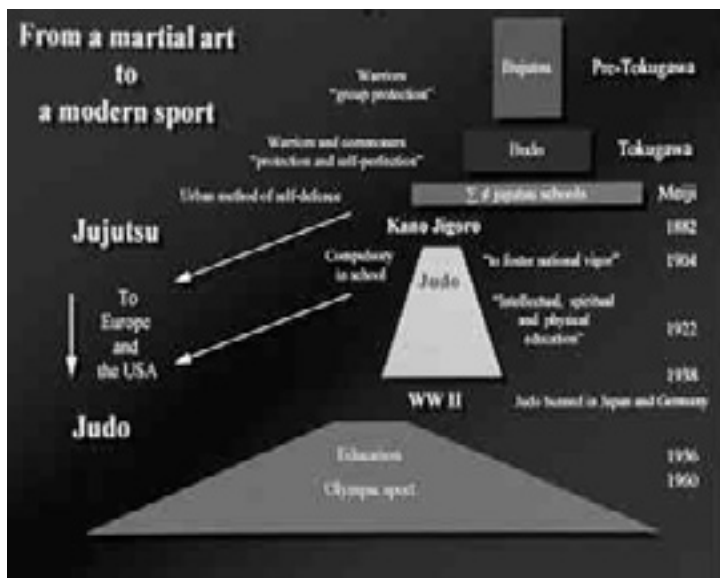 From a martial art
to
a modern sport
Warriors
"group protection"
Bujutsu
Pre-Tokugawa
Warriors and commoners
"protection and self-perfection"
Budo
Tokugawa
Urban method of self-defence
jujutsu schools
Meiji
Jujutsu
Kano Jigoro
1882
Compulsory
in school
Judo
"to foster national vigor"
1904
To
Europe
and
the USA
"Intellectual, spiritual
and physical
education"
1922
1938
WW II
Judo banned in Japan and Germany
Judo
Education
1956
Olympic sport
1960